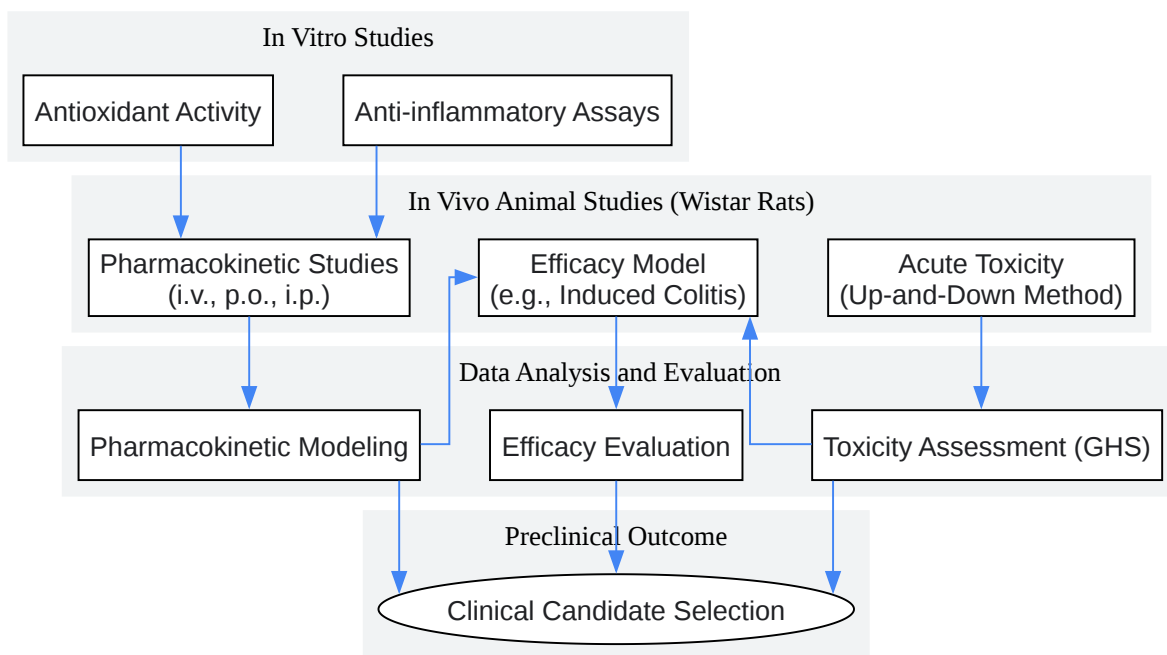 In Vitro Studies
Antioxidant Activity
Anti-inflammatory Assays
In Vivo Animal Studies (Wistar Rats)
Pharmacokinetic Studies
(i.v., p.o., i.p.)
Efficacy Model
(e.g., Induced Colitis)
Acute Toxicity
(Up-and-Down Method)
Data Analysis and Evaluation
Pharmacokinetic Modeling
Efficacy Evaluation
Toxicity Assessment (GHS)
Preclinical Outcome
Clinical Candidate Selection